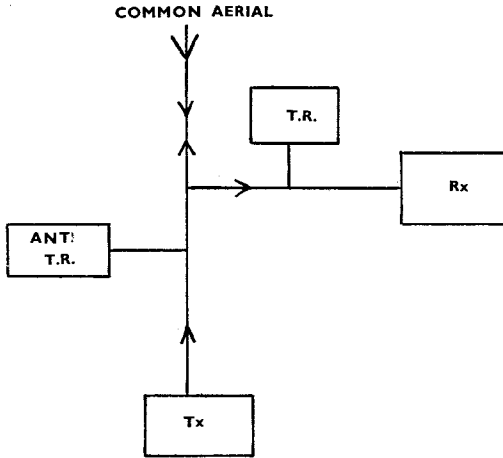 COMMON AERIAL
T.R.
Rx
ANTI
T.R.
Tx